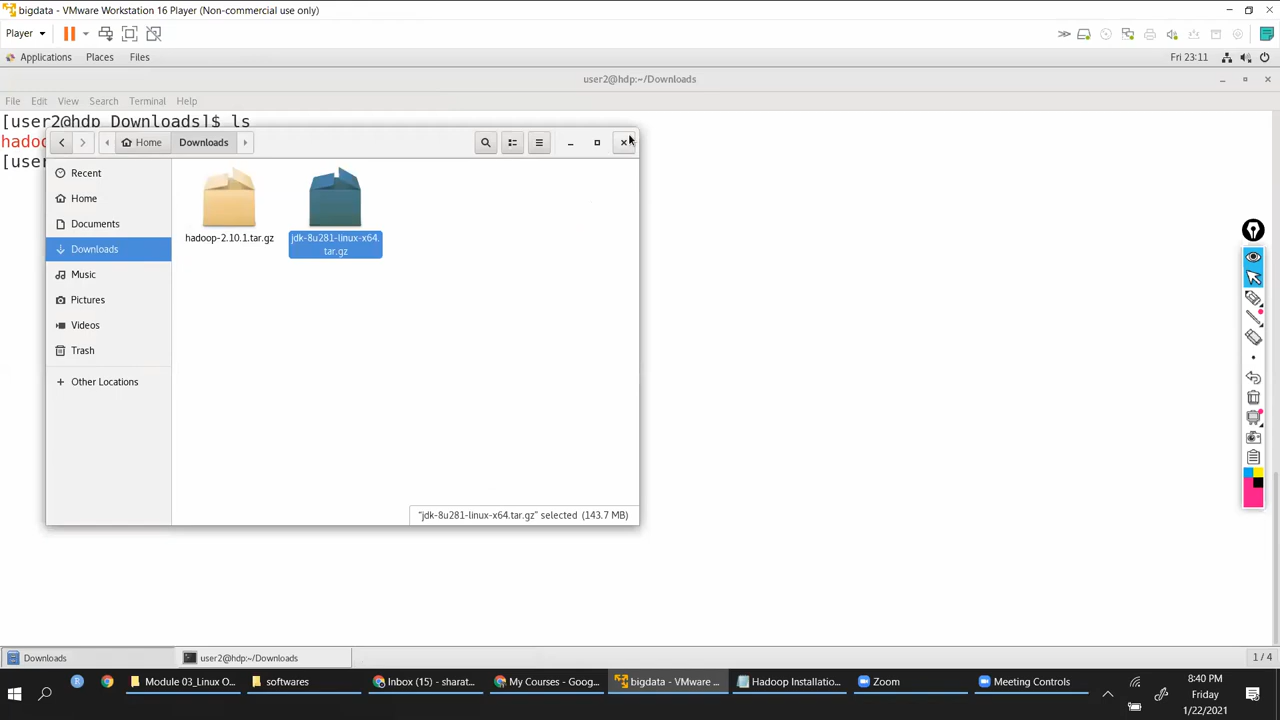 bigdata - VMware Workstation 16 Player (Non-commercial use only)
Player
Applications Places Files Fri 23:11
user2@hdp:~/Downloads
File Edit View Search Terminal Help
[user2@hdp Downloads]$ ls
hadoo
[user
Home Downloads
Recent
Home
Documents
Downloads
Music
Pictures
Videos
Trash
+ Other Locations
hadoop-2.10.1.tar.gz
jdk-8u281-linux-x64.
tar.gz
"jdk-8u281-linux-x64.tar.gz" selected (143.7 MB)
Downloads user2@hdp:~/Downloads 1 / 4
Module 03_Linux O... softwares Inbox (15) - sharat... My Courses - Goog... bigdata - VMware ... Hadoop Installatio... Zoom Meeting Controls
8:40 PM
Friday
1/22/2021